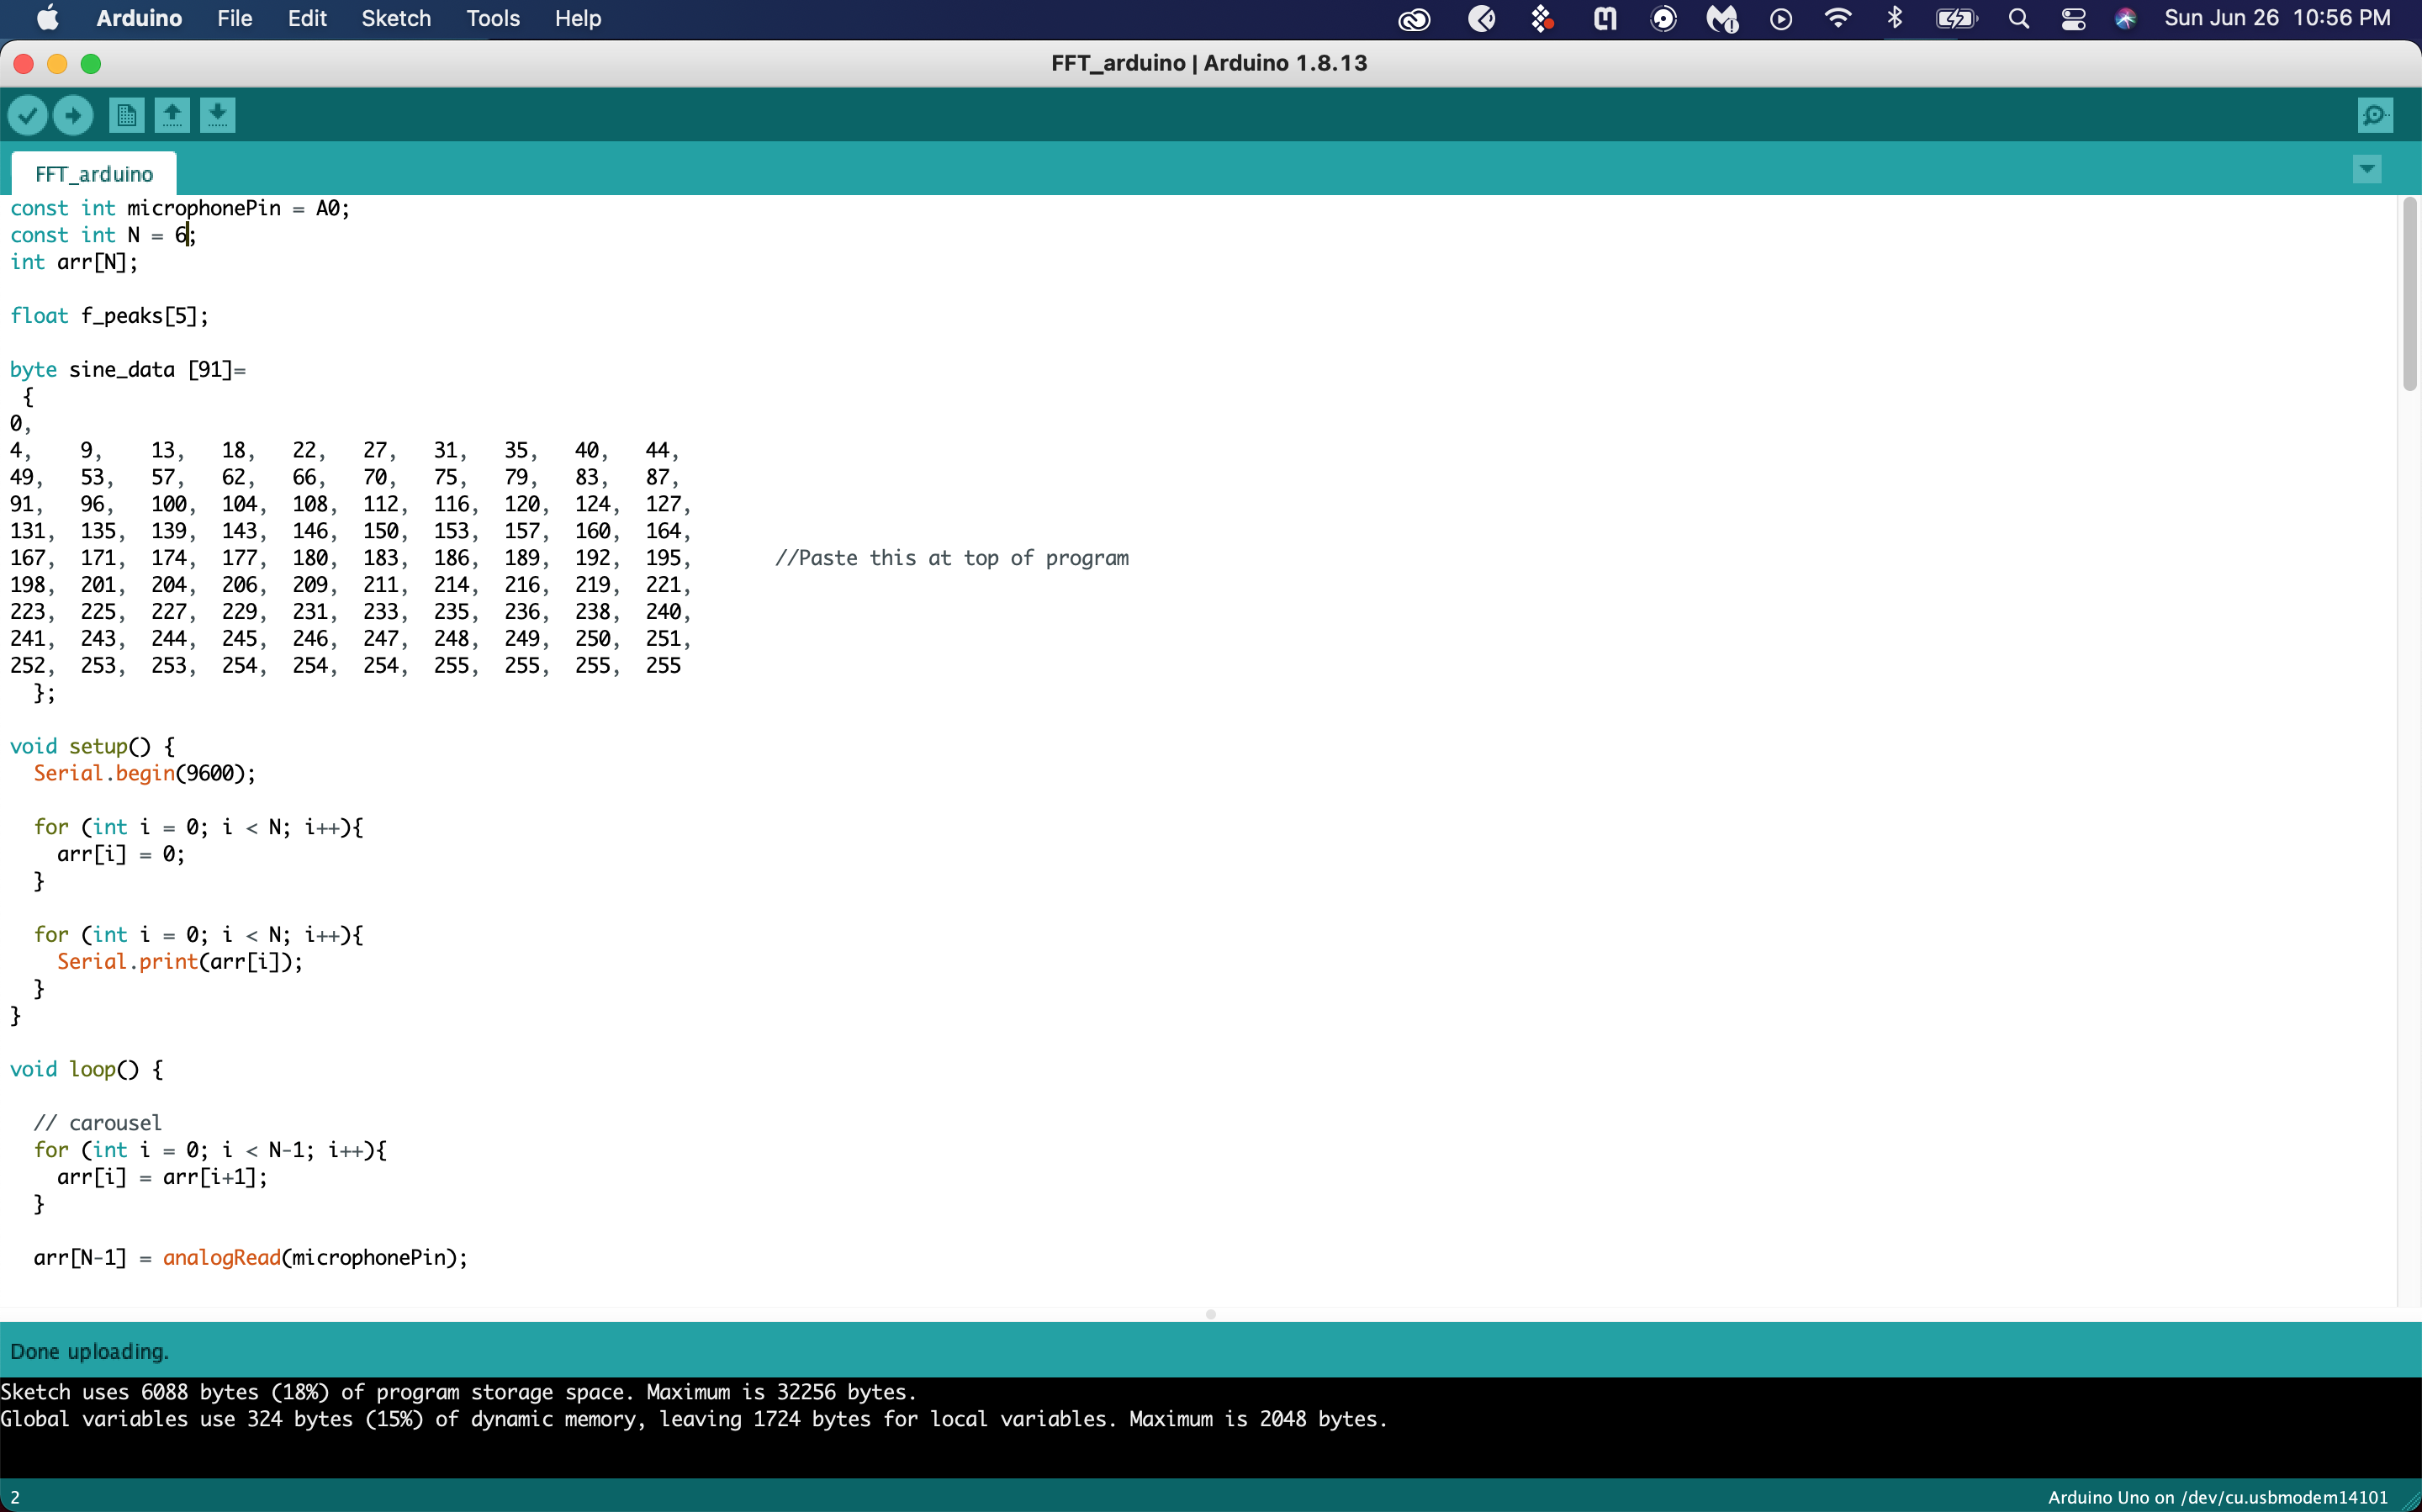 Arduino File Edit Sketch Tools Help Sun Jun 26 10:56 PM
FFT_arduino | Arduino 1.8.13
FFT_arduino
const int microphonePin = A0;
const int N = 6;
int arr[N];
float f_peaks[5];
byte sine_data [91]=
{
0,
4, 9, 13, 18, 22, 27, 31, 35, 40, 44,
49, 53, 57, 62, 66, 70, 75, 79, 83, 87,
91, 96, 100, 104, 108, 112, 116, 120, 124, 127,
131, 135, 139, 143, 146, 150, 153, 157, 160, 164,
167, 171, 174, 177, 180, 183, 186, 189, 192, 195, //Paste this at top of program
198, 201, 204, 206, 209, 211, 214, 216, 219, 221,
223, 225, 227, 229, 231, 233, 235, 236, 238, 240,
241, 243, 244, 245, 246, 247, 248, 249, 250, 251,
252, 253, 253, 254, 254, 254, 255, 255, 255, 255
};
void setup() {
Serial.begin(9600);
for (int i = 0; i < N; i++){
arr[i] = 0;
}
for (int i = 0; i < N; i++){
Serial.print(arr[i]);
}
}
void loop() {
// carousel
for (int i = 0; i < N-1; i++){
arr[i] = arr[i+1];
}
arr[N-1] = analogRead(microphonePin);
Done uploading.
Sketch uses 6088 bytes (18%) of program storage space. Maximum is 32256 bytes.
Global variables use 324 bytes (15%) of dynamic memory, leaving 1724 bytes for local variables. Maximum is 2048 bytes.
2 Arduino Uno on /dev/cu.usbmodem14101